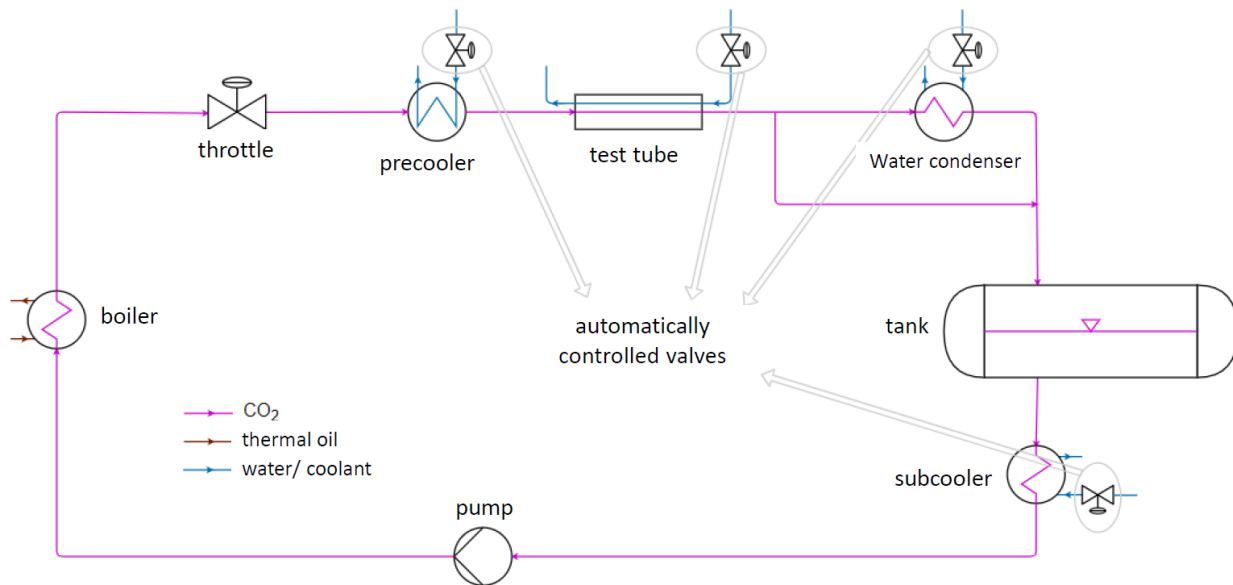 throttle
precooler
test tube
Water condenser
boiler
automatically
controlled valves
tank
CO₂
thermal oil
water/ coolant
subcooler
pump